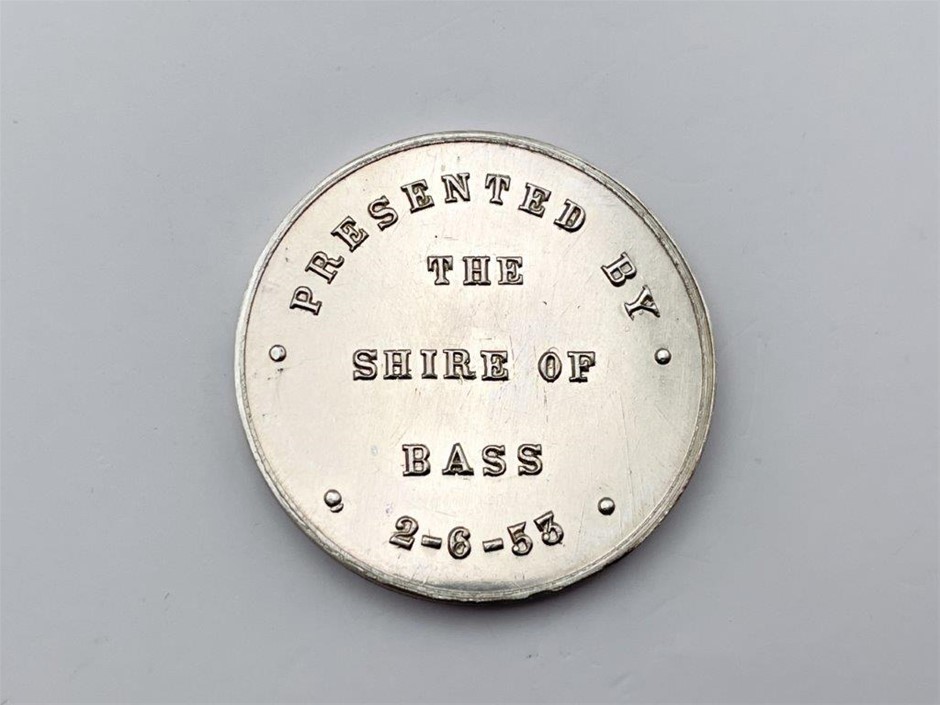 PRESENTED BY
THE
SHIRE OF
BASS
2-6-53